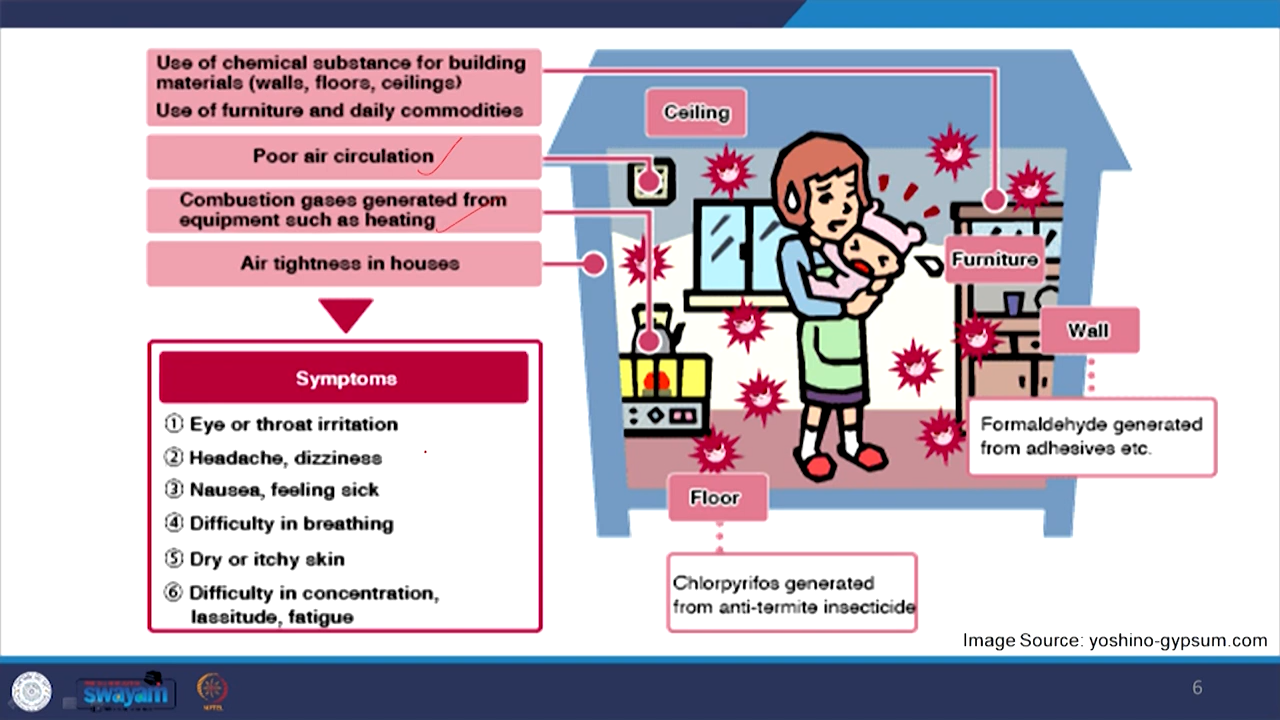 Use of chemical substance for building
materials (walls, floors, ceilings)
Use of furniture and daily commodities
Poor air circulation
Combustion gases generated from
equipment such as heating
Air tightness in houses
Symptoms
① Eye or throat irritation
② Headache, dizziness
③ Nausea, feeling sick
④ Difficulty in breathing
⑤ Dry or itchy skin
⑥ Difficulty in concentration,
lassitude, fatigue
Ceiling
Furniture
Wall
Formaldehyde generated
from adhesives etc.
Floor
Chlorpyrifos generated
from anti-termite insecticide
Image Source: yoshino-gypsum.com
swayam
6